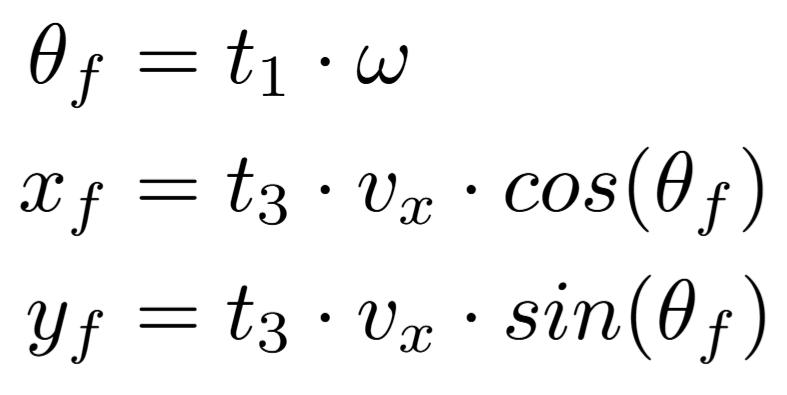 θ_f = t_1 · ω
x_f = t_3 · v_x · cos(θ_f)
y_f = t_3 · v_x · sin(θ_f)